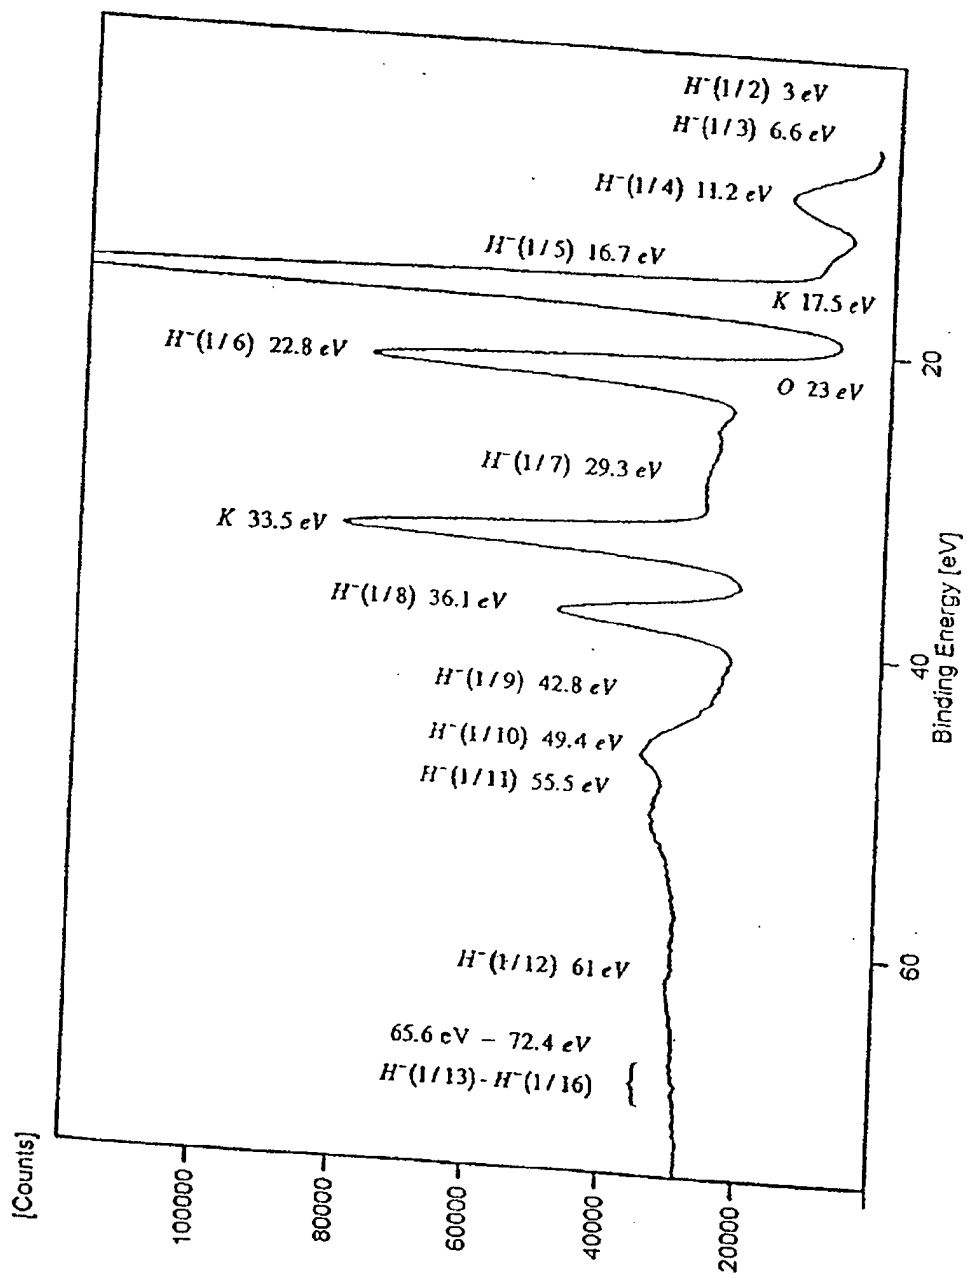 H⁻(1/2) 3 eV
H⁻(1/3) 6.6 eV
H⁻(1/4) 11.2 eV
H⁻(1/5) 16.7 eV
K 17.5 eV
H⁻(1/6) 22.8 eV
O 23 eV
H⁻(1/7) 29.3 eV
K 33.5 eV
H⁻(1/8) 36.1 eV
H⁻(1/9) 42.8 eV
H⁻(1/10) 49.4 eV
H⁻(1/11) 55.5 eV
H⁻(1/12) 61 eV
65.6 eV – 72.4 eV
H⁻(1/13) - H⁻(1/16) {
20
40
60
Binding Energy [eV]
[Counts]
100000
80000
60000
40000
20000